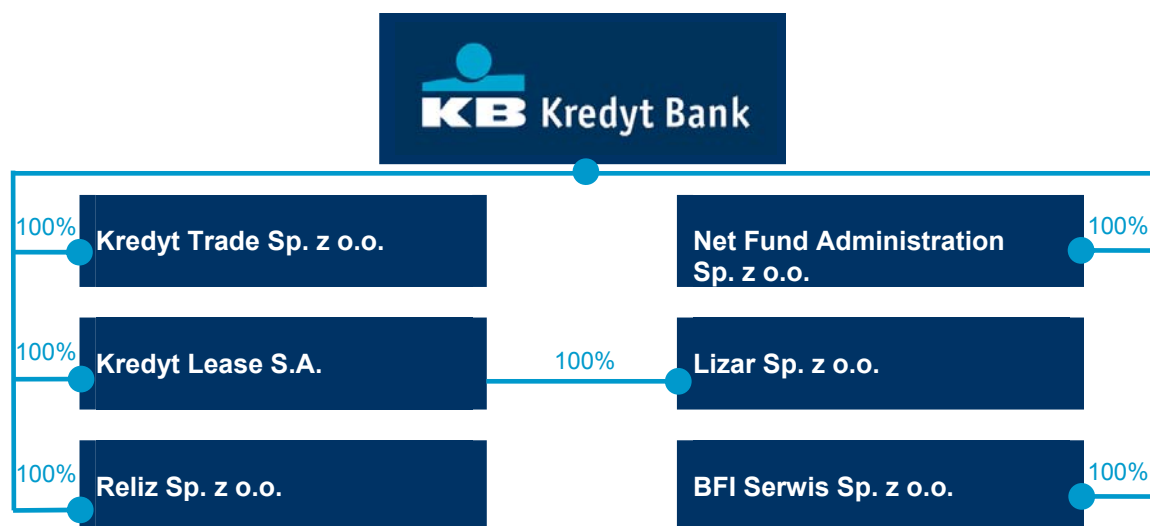 KB Kredyt Bank
100%
Kredyt Trade Sp. z o.o.
Net Fund Administration
Sp. z o.o.
100%
100%
Kredyt Lease S.A.
100%
Lizar Sp. z o.o.
100%
Reliz Sp. z o.o.
BFI Serwis Sp. z o.o.
100%